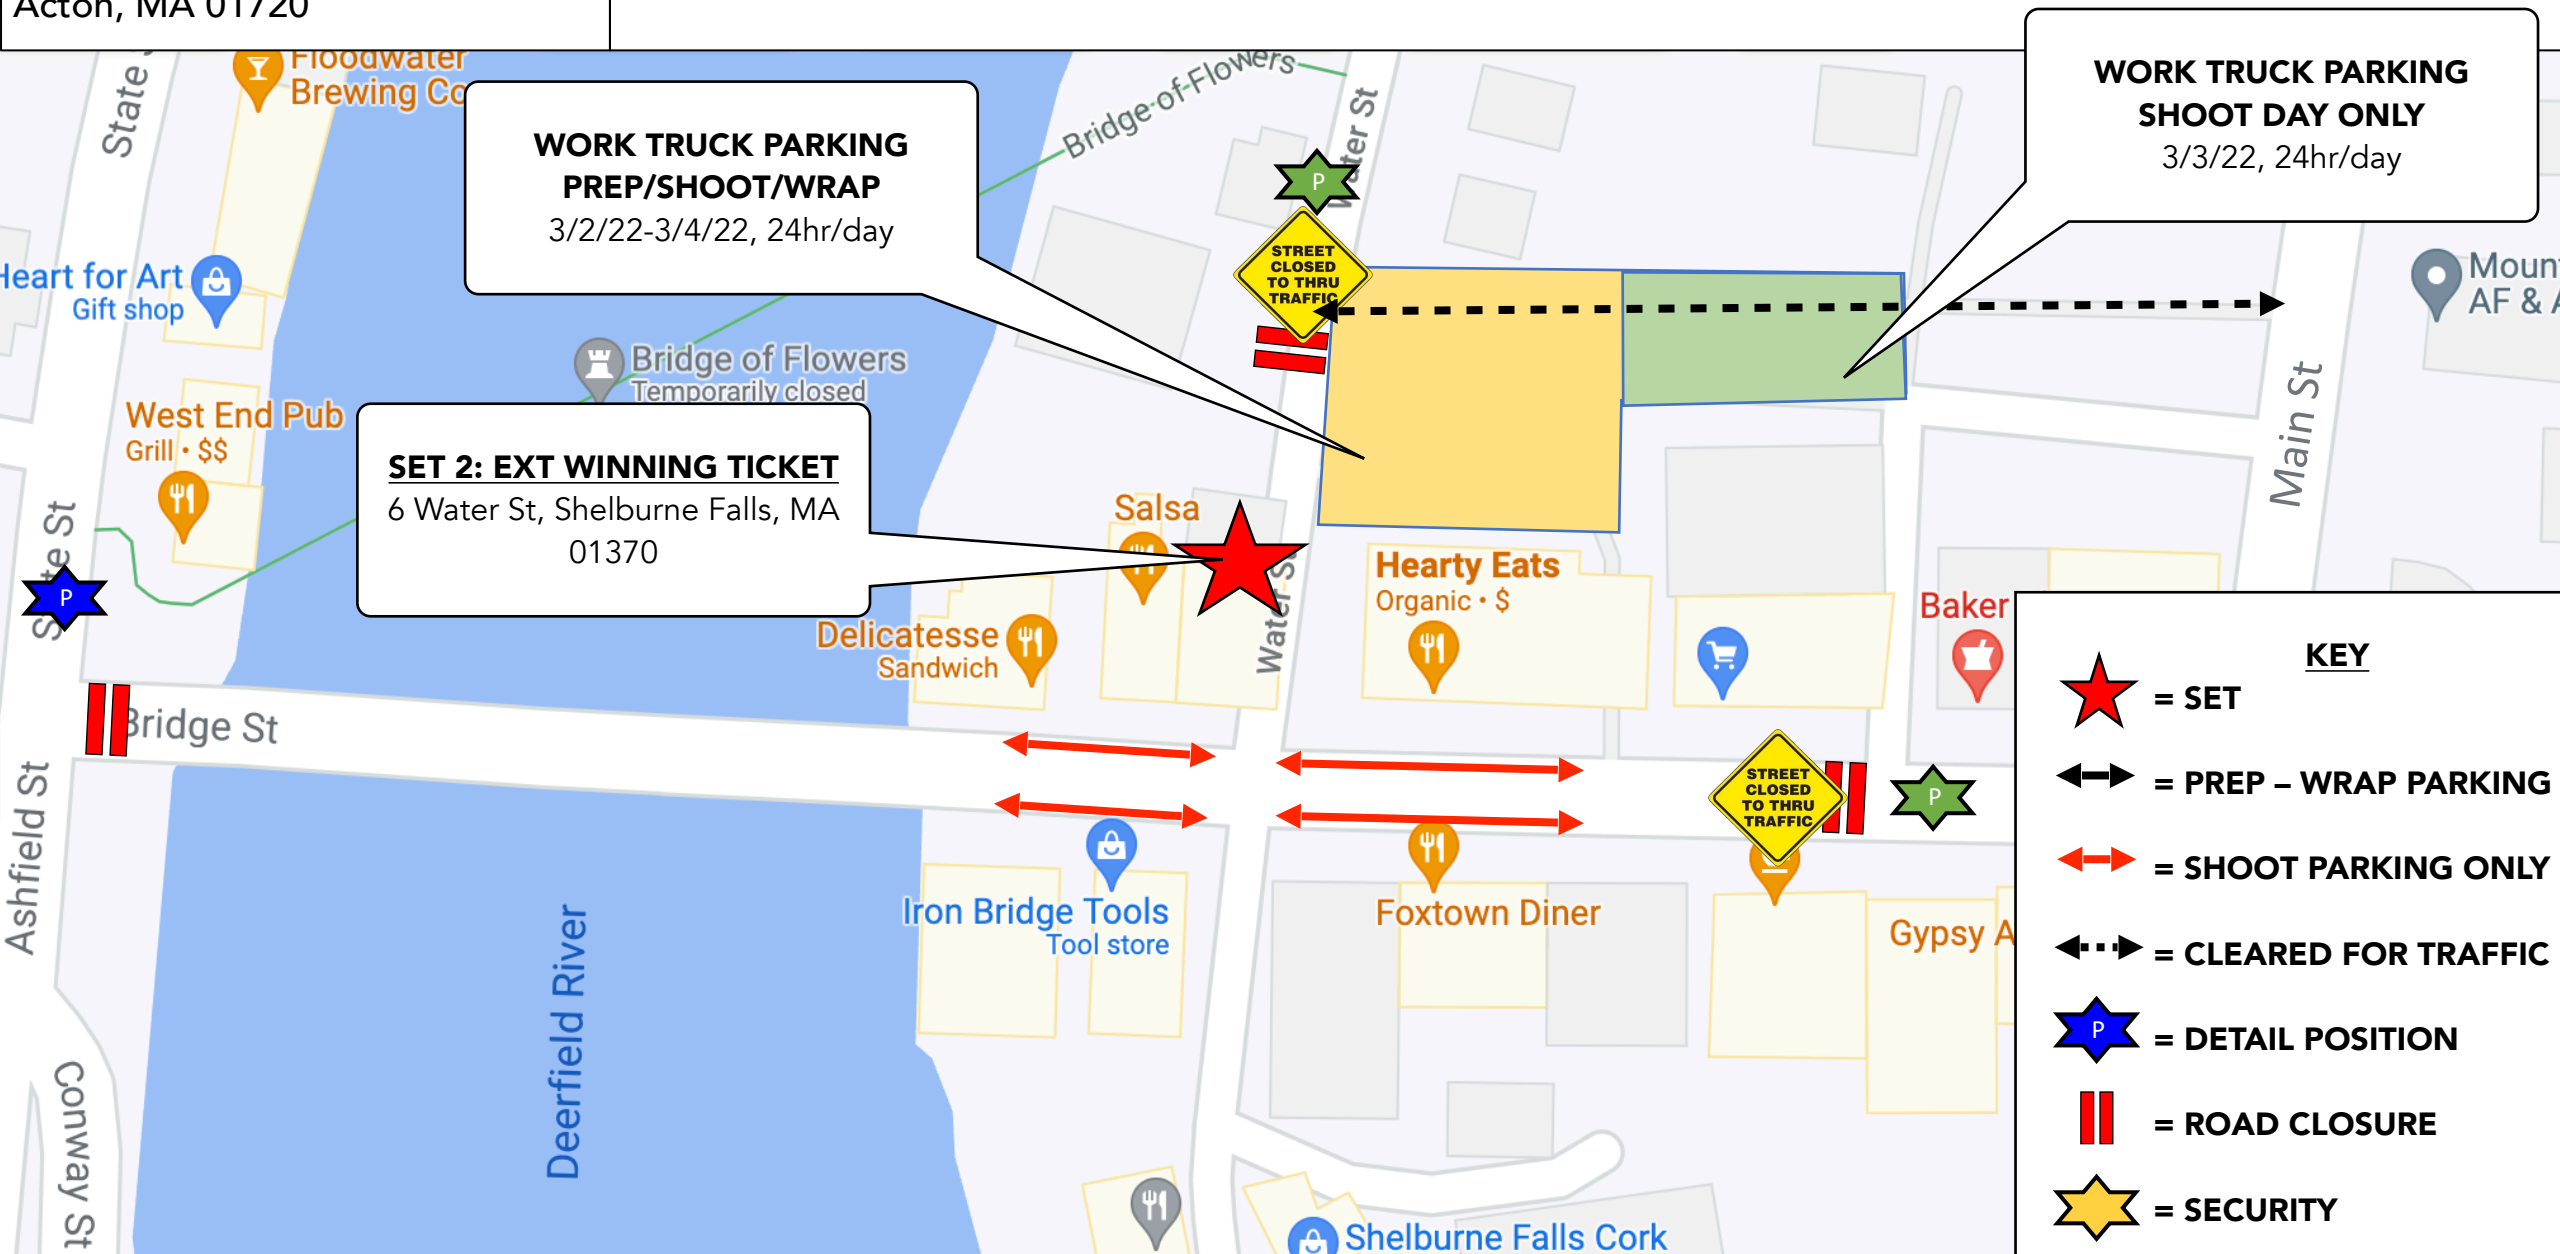 Acton, MA 01720
WORK TRUCK PARKING
SHOOT DAY ONLY
3/3/22, 24hr/day
State
Floodwater
Brewing Co
Bridge-of-Flowers
Water St
WORK TRUCK PARKING
PREP/SHOOT/WRAP
3/2/22-3/4/22, 24hr/day
P
STREET
CLOSED
TO THRU
TRAFFIC
Heart for Art
Gift shop
Moun
AF & A
Bridge of Flowers
Temporarily closed
West End Pub
Grill • $$
Main St
SET 2: EXT WINNING TICKET
6 Water St, Shelburne Falls, MA
01370
Salsa
State St
P
Hearty Eats
Organic • $
Water St
Delicatesse
Sandwich
Baker
Bridge St
Ashfield St
STREET
CLOSED
TO THRU
TRAFFIC
P
Iron Bridge Tools
Tool store
Foxtown Diner
Gypsy A
Deerfield River
Conway St
Shelburne Falls Cork
KEY
= SET
= PREP – WRAP PARKING
= SHOOT PARKING ONLY
= CLEARED FOR TRAFFIC
P
= DETAIL POSITION
= ROAD CLOSURE
= SECURITY